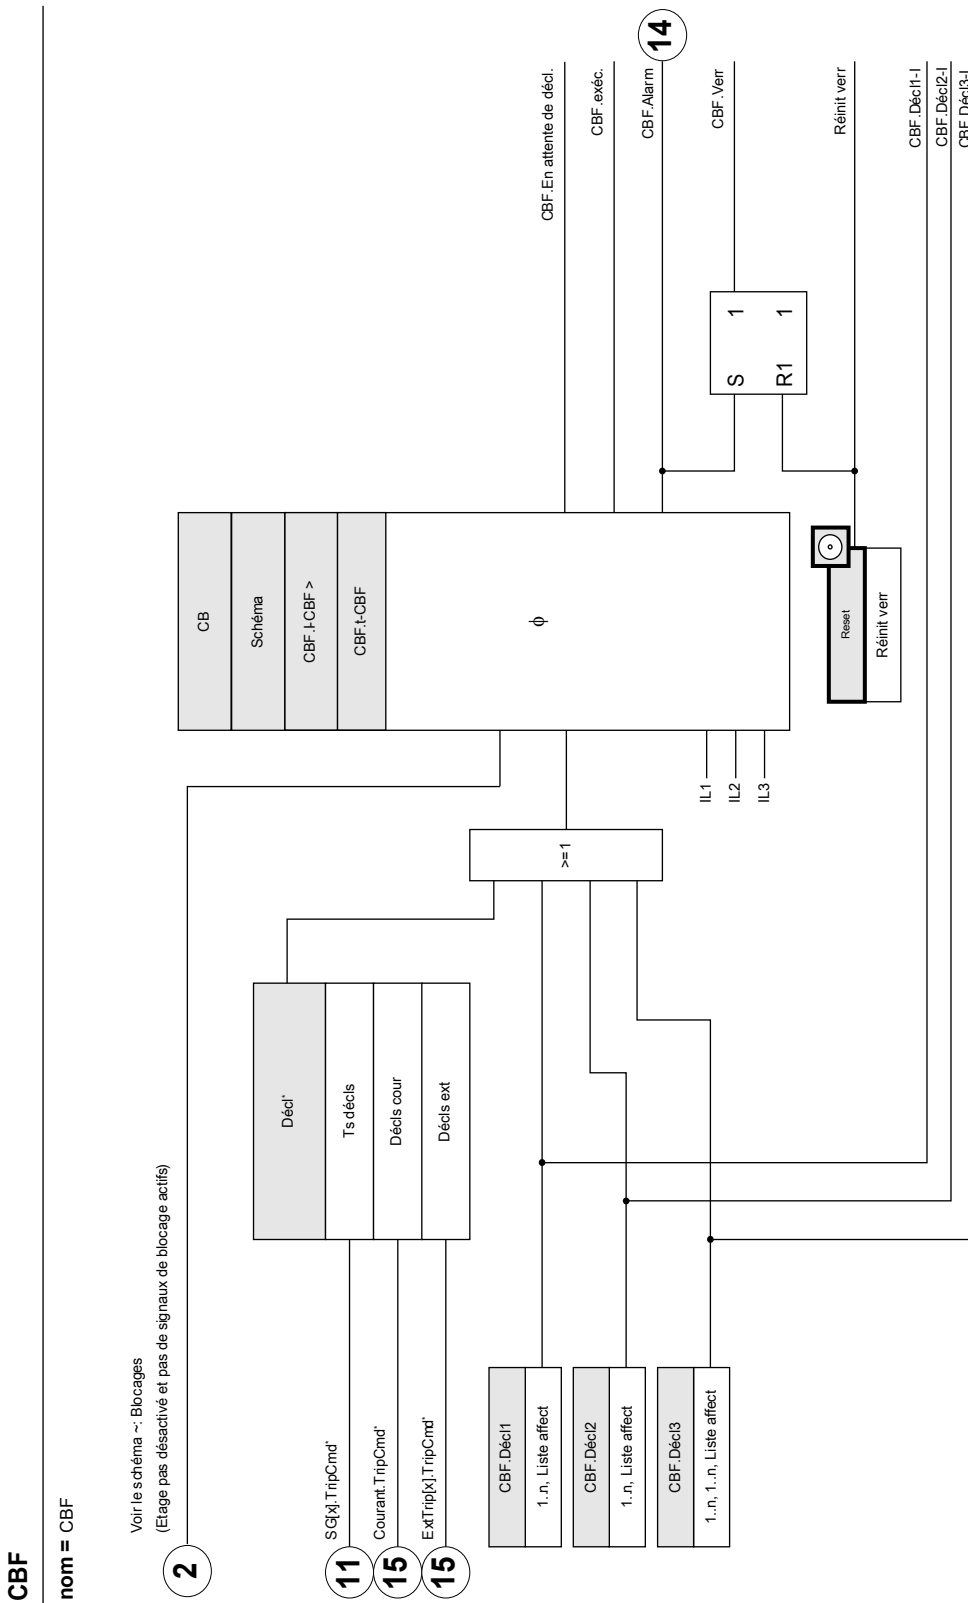 CBF
nom = CBF
Voir le schéma ~: Blocages
(Etage pas désactivé et pas de signaux de blocage actifs)
2
SG[x].TripCmd'
11
Courant.TripCmd'
15
ExtTrip[x].TripCmd'
15
Décl'
Ts décls
Décls cour
Décls ext
CBF.Décl1
1..n, Liste affect
CBF.Décl2
1..n, Liste affect
CBF.Décl3
1..n, 1..n, Liste affect
>=1
IL1
IL2
IL3
CB
Schéma
CBF.I-CBF >
CBF.t-CBF
φ
Reset
Réinit verr
S 1
R1 1
CBF.En attente de décl.
CBF.exéc.
CBF.Alarm
14
CBF.Verr
Réinit verr
CBF.Décl1-I
CBF.Décl2-I
CBF.Décl3-I